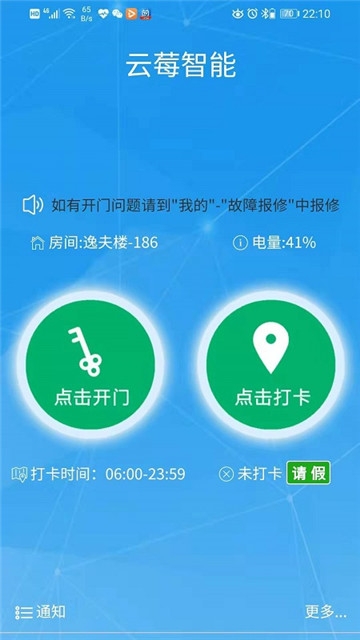 HD 4G 65 B/s 22:10
云莓智能
如有开门问题请到"我的"-"故障报修"中报修
房间:逸夫楼-186 电量:41%
点击开门 点击打卡
打卡时间：06:00-23:59 未打卡 请 假
通知 更多...